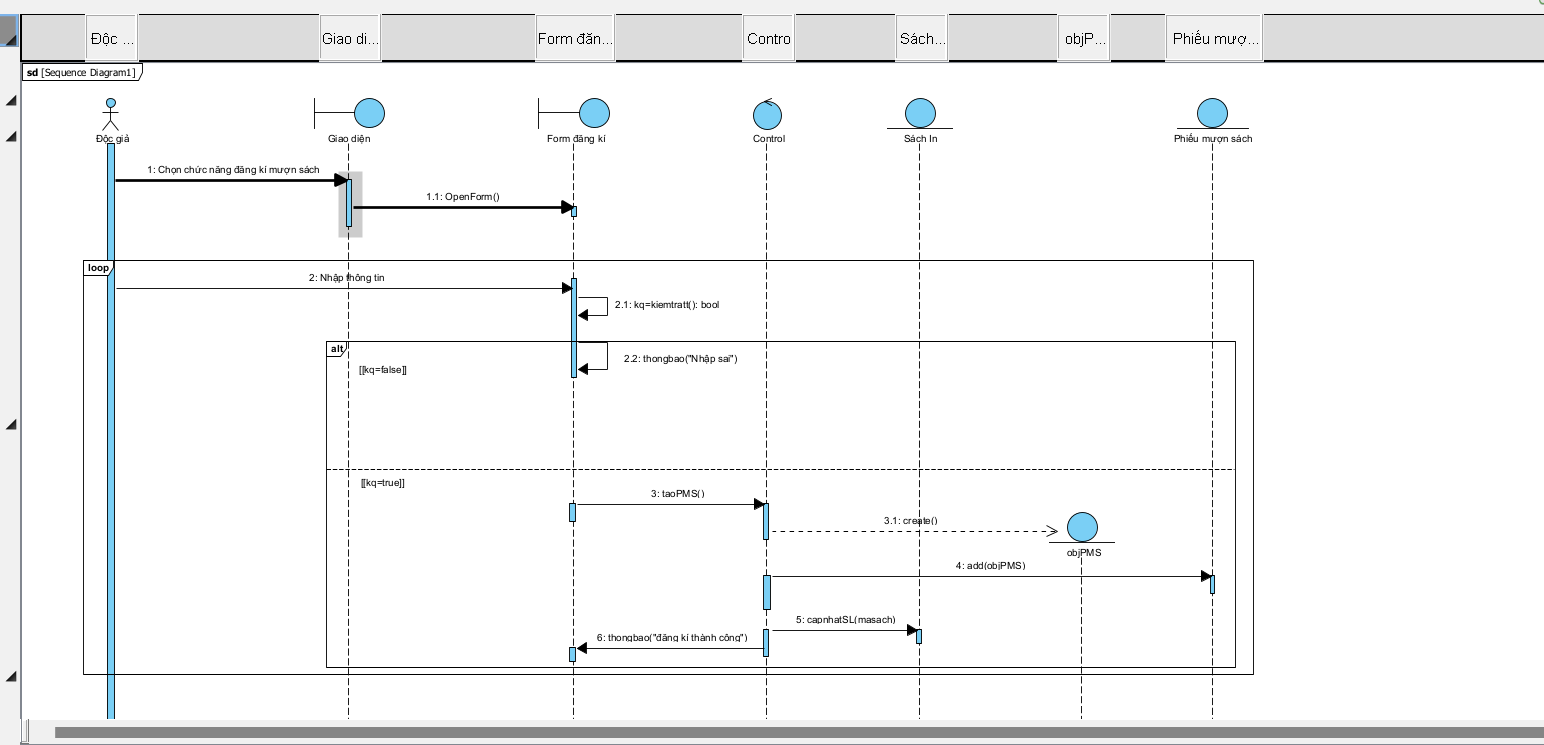 Độc ...
Giao di...
Form đăn...
Contro
Sách...
objP...
Phiếu mượ...
sd [Sequence Diagram1]
Độc giả
Giao diện
Form đăng kí
Control
Sách In
Phiếu mượn sách
1: Chọn chức năng đăng kí mượn sách
1.1: OpenForm()
loop
2: Nhập thông tin
2.1: kq=kiemtratt(): bool
alt
2.2: thongbao("Nhập sai")
[[kq=false]]
[[kq=true]]
3: taoPMS()
3.1: create()
objPMS
4: add(objPMS)
5: capnhatSL(masach)
6: thongbao("đăng kí thành công")